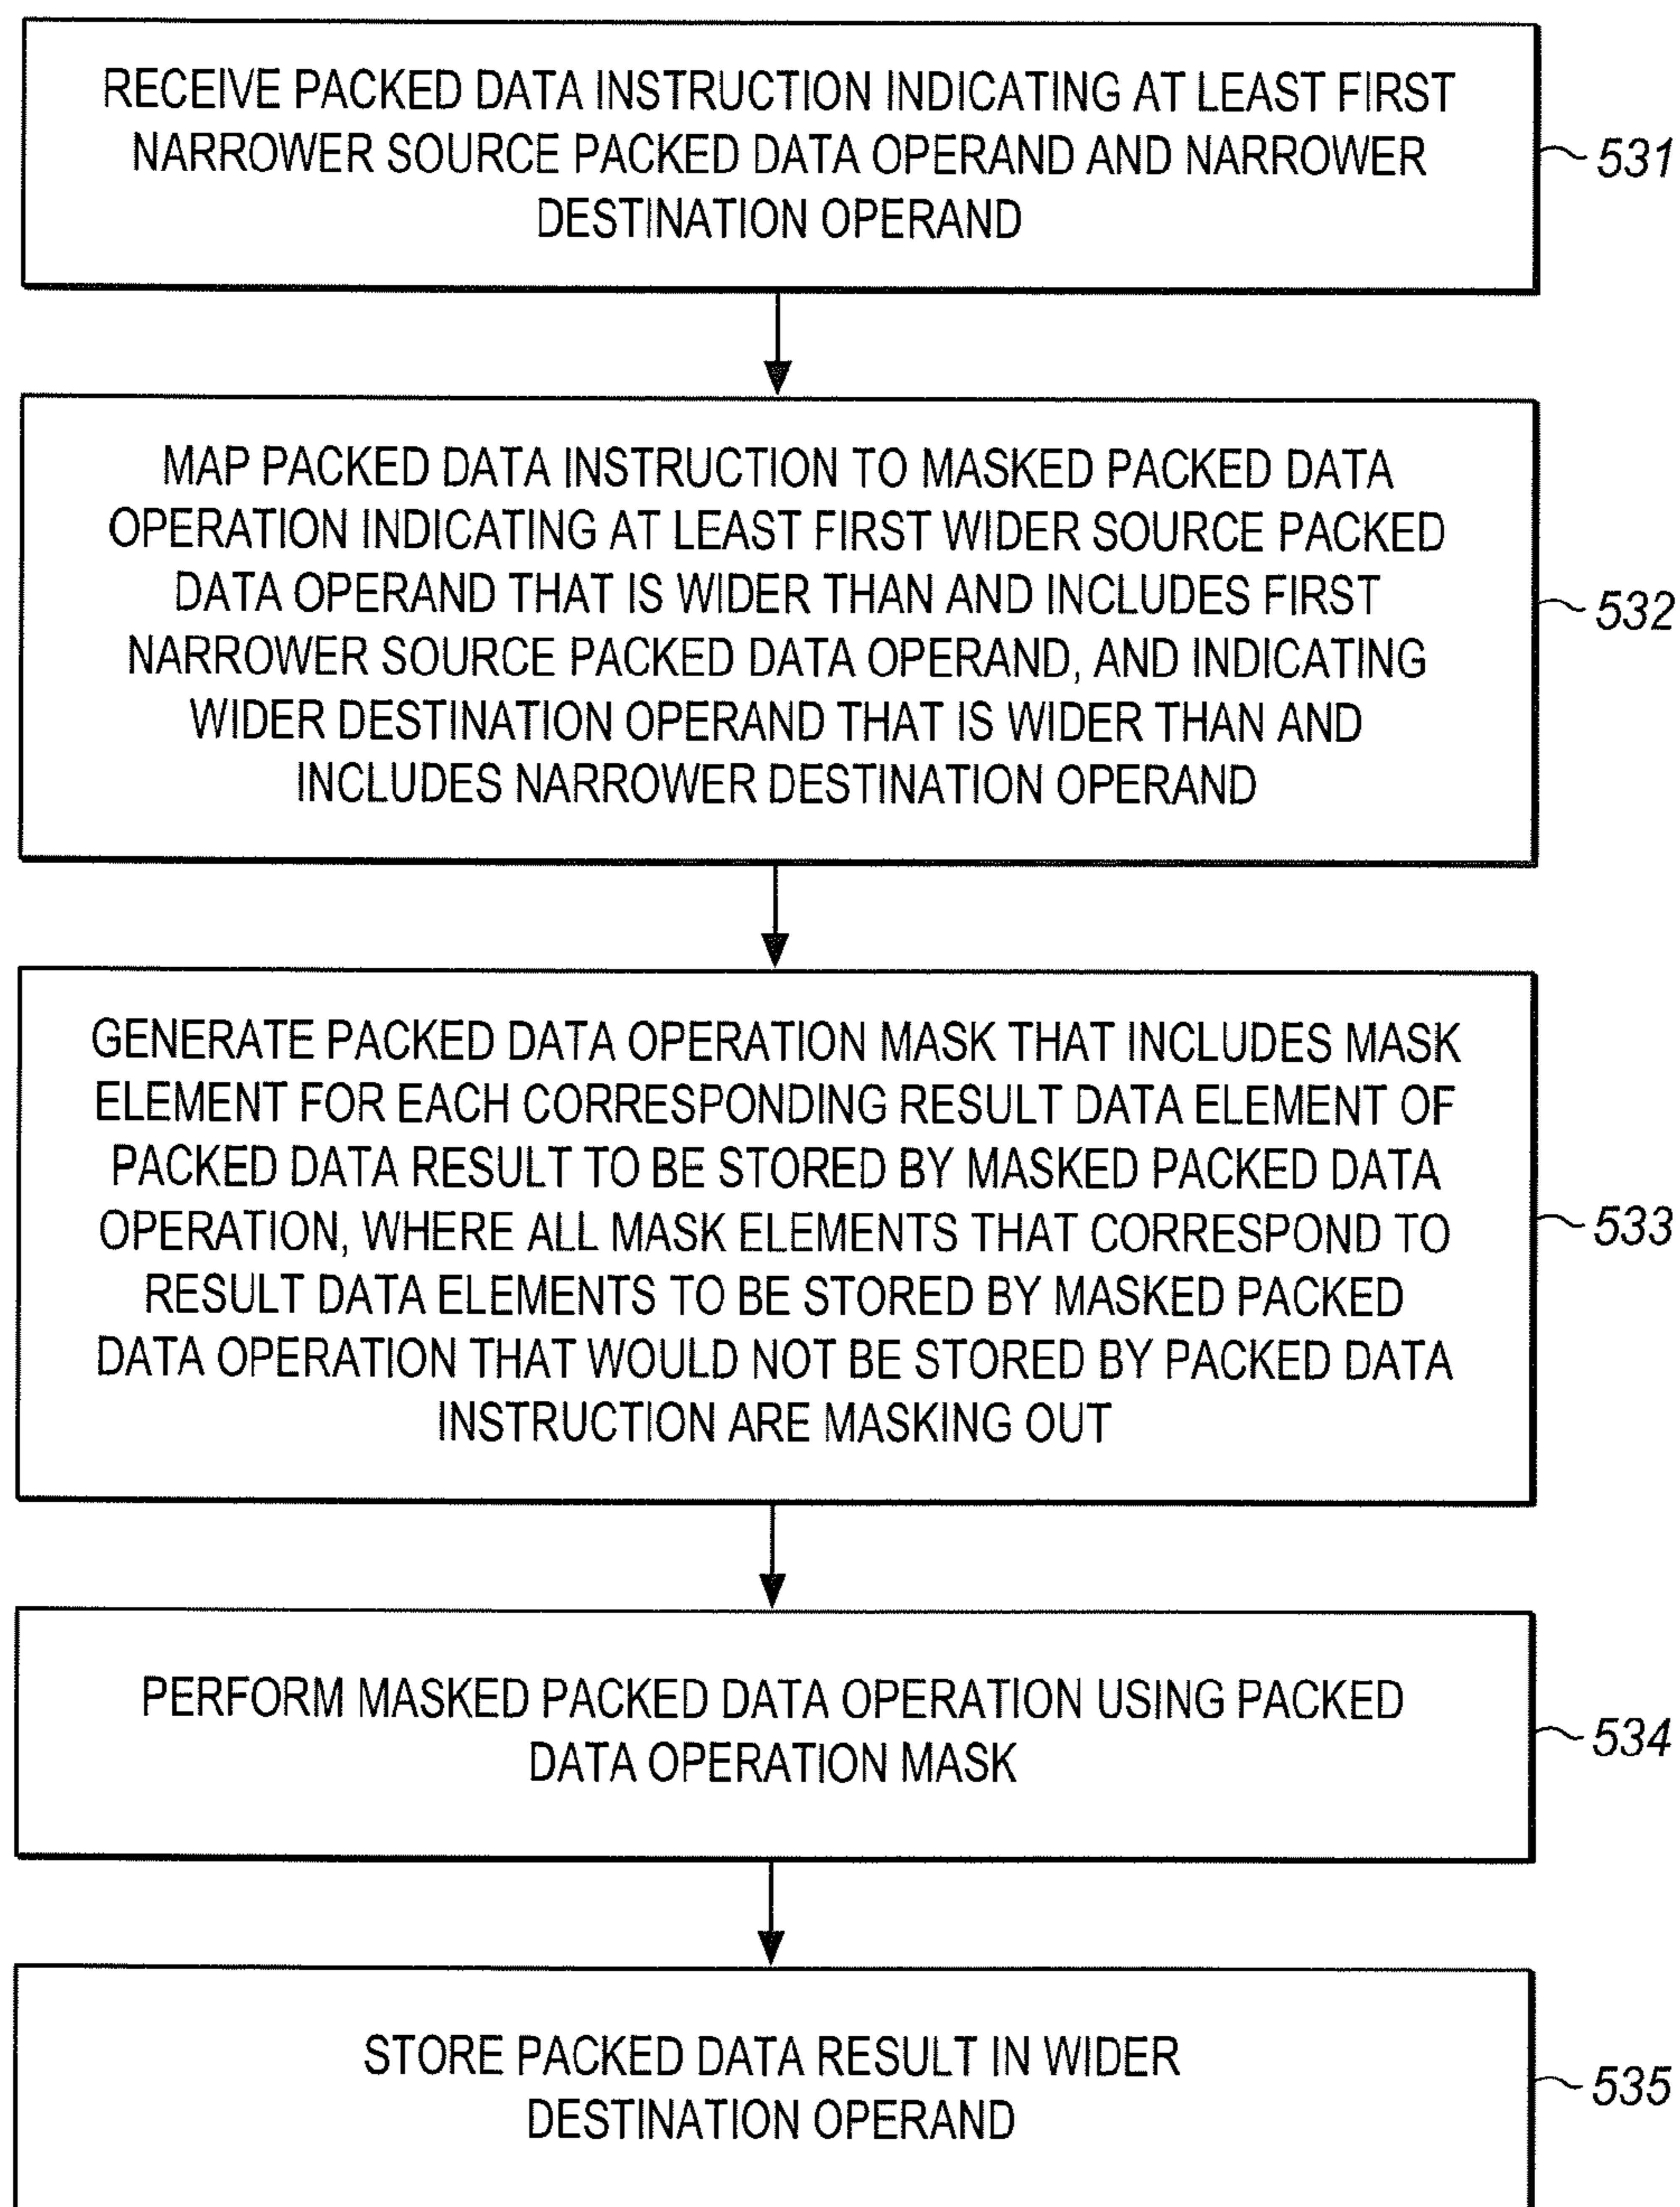 RECEIVE PACKED DATA INSTRUCTION INDICATING AT LEAST FIRST
NARROWER SOURCE PACKED DATA OPERAND AND NARROWER
DESTINATION OPERAND
531
MAP PACKED DATA INSTRUCTION TO MASKED PACKED DATA
OPERATION INDICATING AT LEAST FIRST WIDER SOURCE PACKED
DATA OPERAND THAT IS WIDER THAN AND INCLUDES FIRST
NARROWER SOURCE PACKED DATA OPERAND, AND INDICATING
WIDER DESTINATION OPERAND THAT IS WIDER THAN AND
INCLUDES NARROWER DESTINATION OPERAND
532
GENERATE PACKED DATA OPERATION MASK THAT INCLUDES MASK
ELEMENT FOR EACH CORRESPONDING RESULT DATA ELEMENT OF
PACKED DATA RESULT TO BE STORED BY MASKED PACKED DATA
OPERATION, WHERE ALL MASK ELEMENTS THAT CORRESPOND TO
RESULT DATA ELEMENTS TO BE STORED BY MASKED PACKED
DATA OPERATION THAT WOULD NOT BE STORED BY PACKED DATA
INSTRUCTION ARE MASKING OUT
533
PERFORM MASKED PACKED DATA OPERATION USING PACKED
DATA OPERATION MASK
534
STORE PACKED DATA RESULT IN WIDER
DESTINATION OPERAND
535